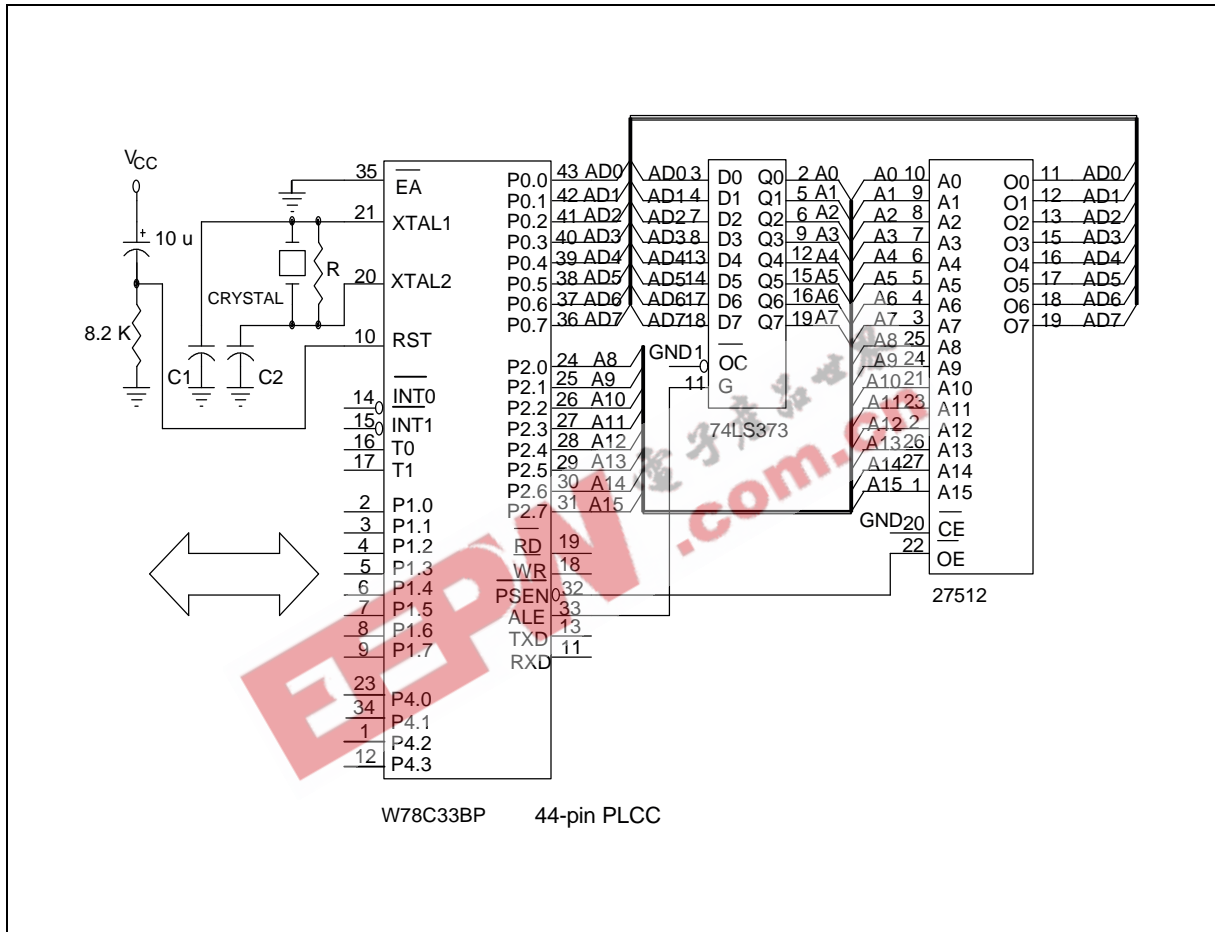 VCC
10 u
8.2 K
C1
C2
CRYSTAL
R
35 EA
21 XTAL1
20 XTAL2
10 RST
14 INT0
15 INT1
16 T0
17 T1
2 P1.0
3 P1.1
4 P1.2
5 P1.3
6 P1.4
7 P1.5
8 P1.6
9 P1.7
23 P4.0
34 P4.1
1 P4.2
12 P4.3
P0.0 43 AD0
P0.1 42 AD1
P0.2 41 AD2
P0.3 40 AD3
P0.4 39 AD4
P0.5 38 AD5
P0.6 37 AD6
P0.7 36 AD7
P2.0 24 A8
P2.1 25 A9
P2.2 26 A10
P2.3 27 A11
P2.4 28 A12
P2.5 29 A13
P2.6 30 A14
P2.7 31 A15
RD 19
WR 18
PSEN 32
ALE 33
TXD 13
RXD 11
W78C33BP 44-pin PLCC
AD0 3 D0 Q0 2 A0
AD1 4 D1 Q1 5 A1
AD2 7 D2 Q2 6 A2
AD3 8 D3 Q3 9 A3
AD4 13 D4 Q4 12 A4
AD5 14 D5 Q5 15 A5
AD6 17 D6 Q6 16 A6
AD7 18 D7 Q7 19 A7
GND 1 OC
11 G
74LS373
A0 10 A0 O0 11 AD0
A1 9 A1 O1 12 AD1
A2 8 A2 O2 13 AD2
A3 7 A3 O3 15 AD3
A4 6 A4 O4 16 AD4
A5 5 A5 O5 17 AD5
A6 4 A6 O6 18 AD6
A7 3 A7 O7 19 AD7
A8 25 A8
A9 24 A9
A10 21 A10
A11 23 A11
A12 2 A12
A13 26 A13
A14 27 A14
A15 1 A15
GND 20 CE
22 OE
27512
EEPW
.com.cn
電子產品世界